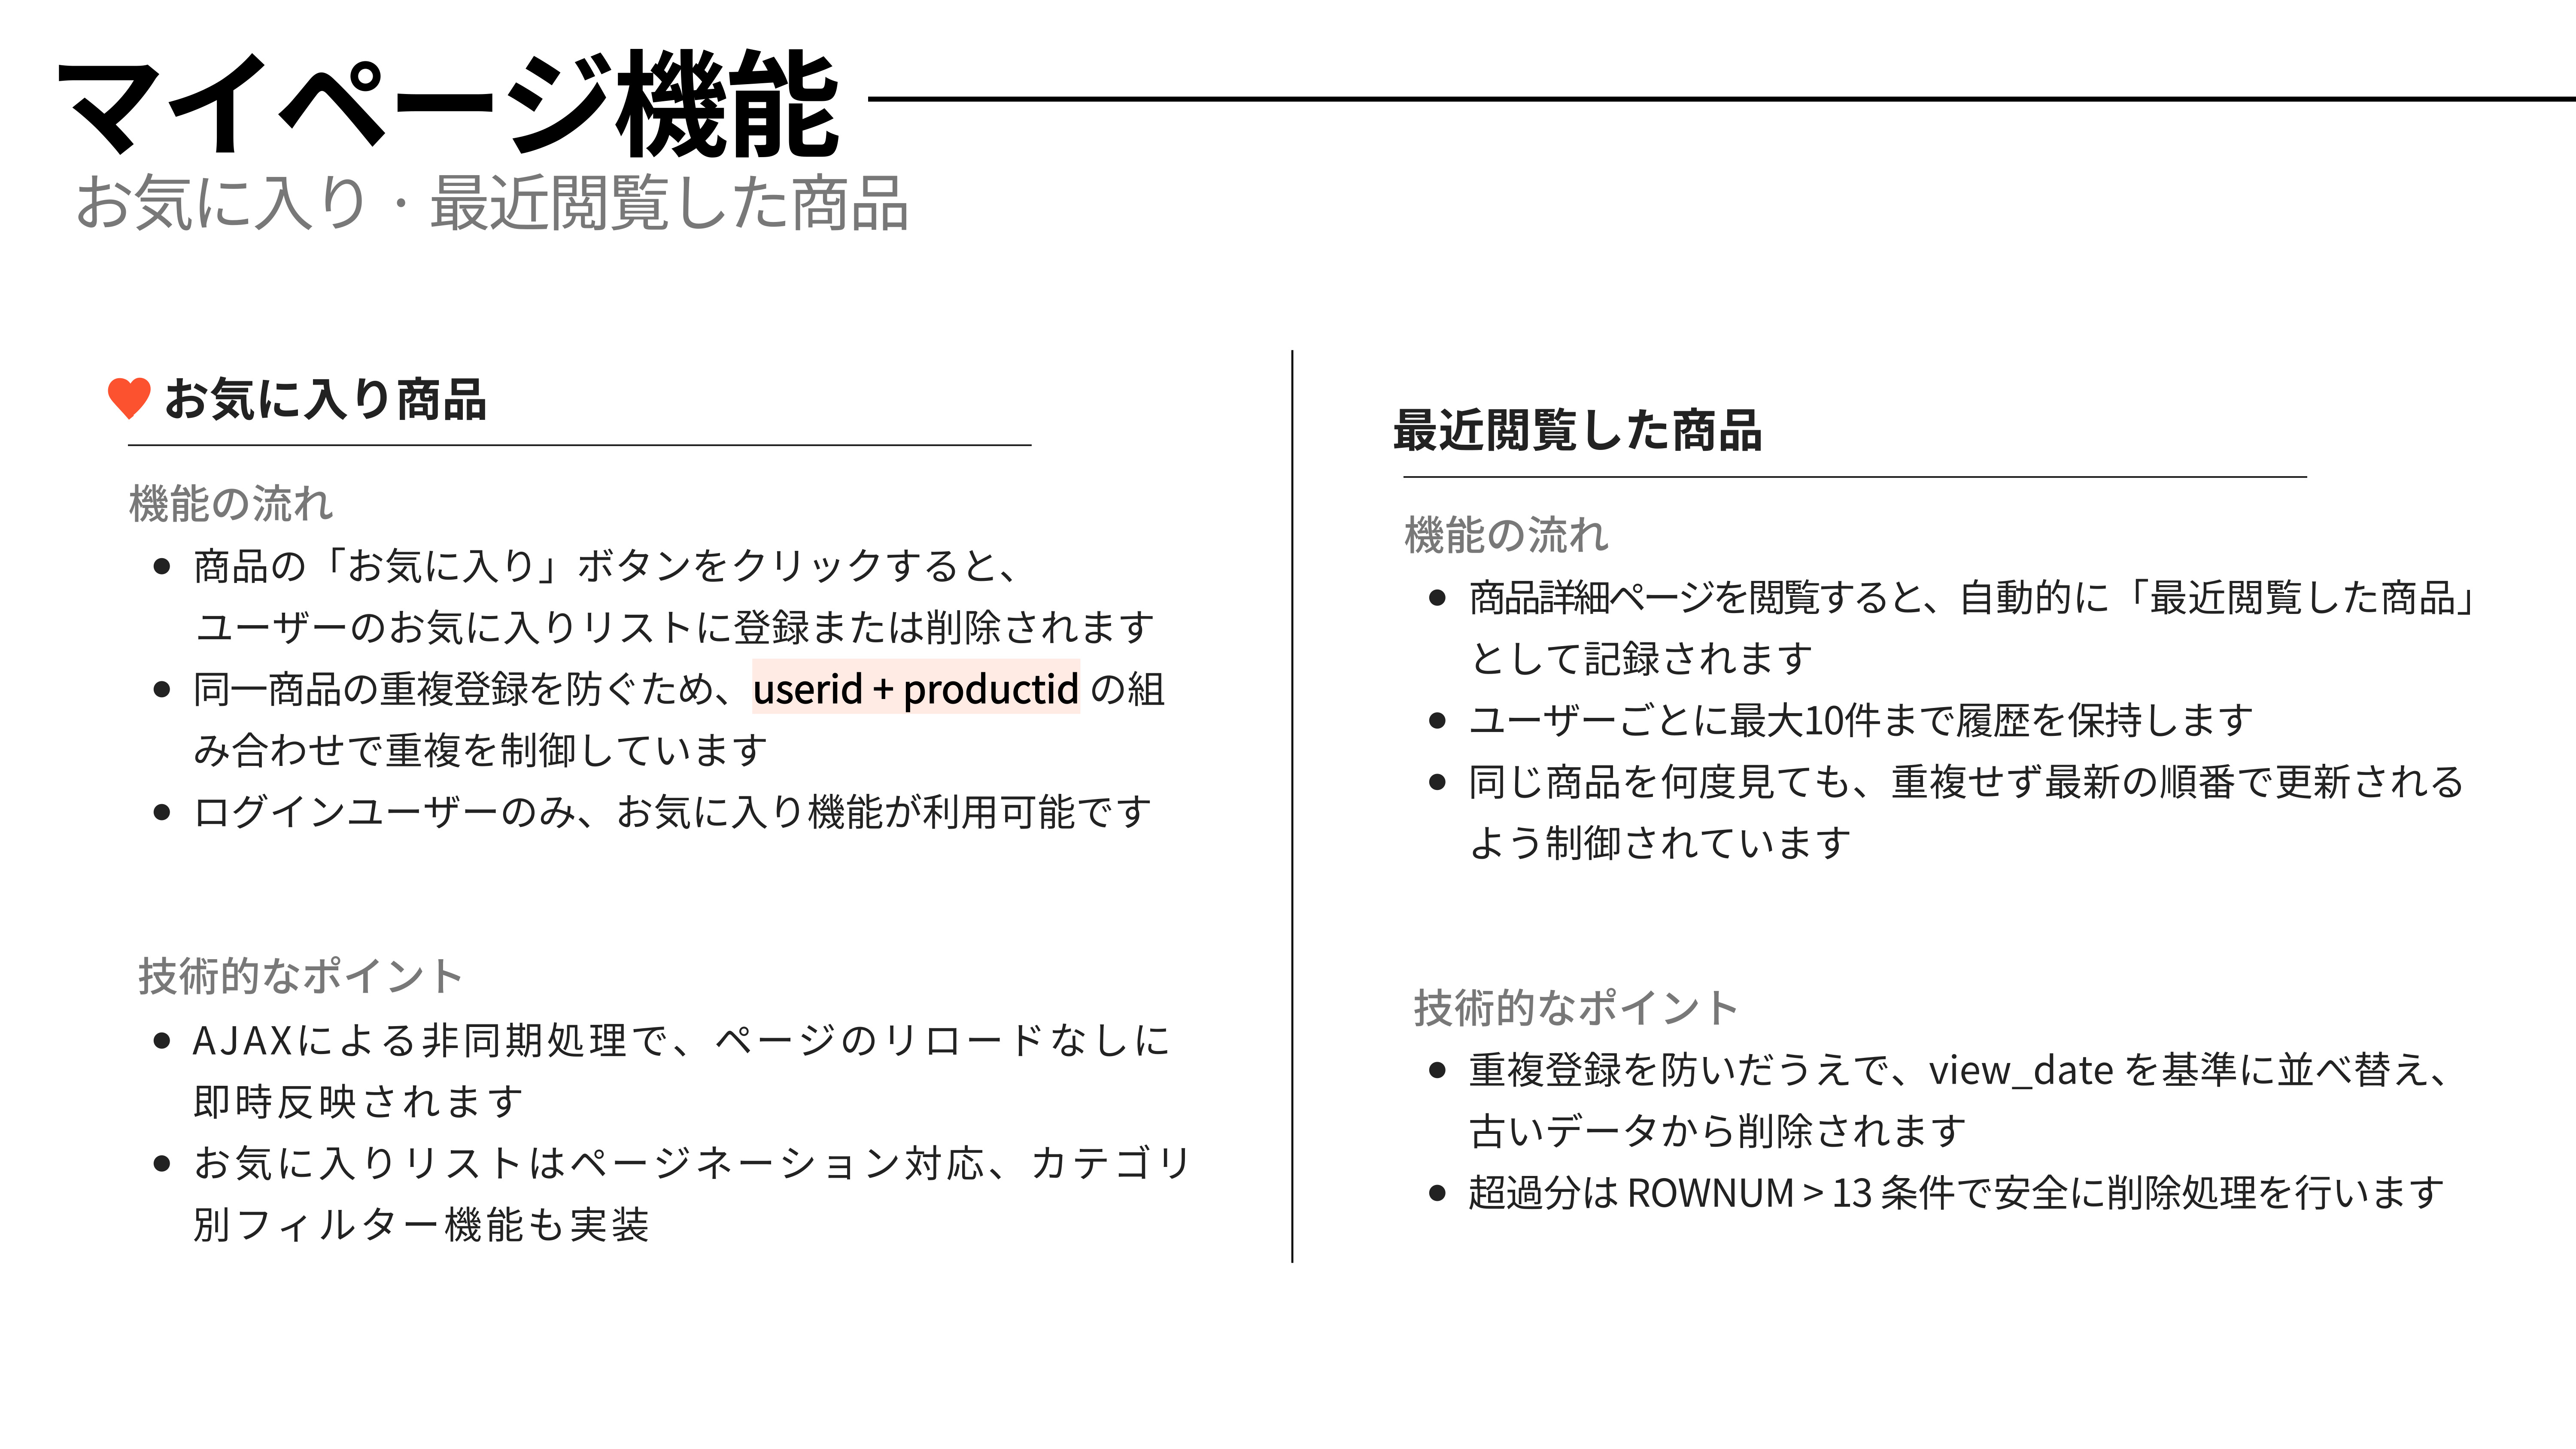 マイページ機能
お気に入り・最近閲覧した商品
お気に入り商品
機能の流れ
● 商品の「お気に入り」ボタンをクリックすると、
ユーザーのお気に入りリストに登録または削除されます
● 同一商品の重複登録を防ぐため、userid + productid の組
み合わせで重複を制御しています
● ログインユーザーのみ、お気に入り機能が利用可能です
技術的なポイント
● AJAXによる非同期処理で、ページのリロードなしに
即時反映されます
● お気に入りリストはページネーション対応、カテゴリ
別フィルター機能も実装
最近閲覧した商品
機能の流れ
● 商品詳細ページを閲覧すると、自動的に「最近閲覧した商品」
として記録されます
● ユーザーごとに最大10件まで履歴を保持します
● 同じ商品を何度見ても、重複せず最新の順番で更新される
よう制御されています
技術的なポイント
● 重複登録を防いだうえで、view_date を基準に並べ替え、
古いデータから削除されます
● 超過分は ROWNUM > 13 条件で安全に削除処理を行います